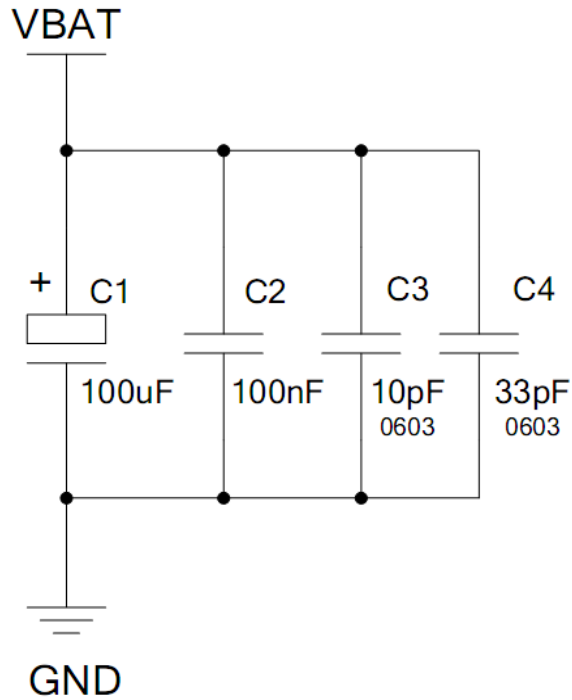 VBAT
+ C1 C2 C3 C4
100uF 100nF 10pF 33pF
0603 0603
GND